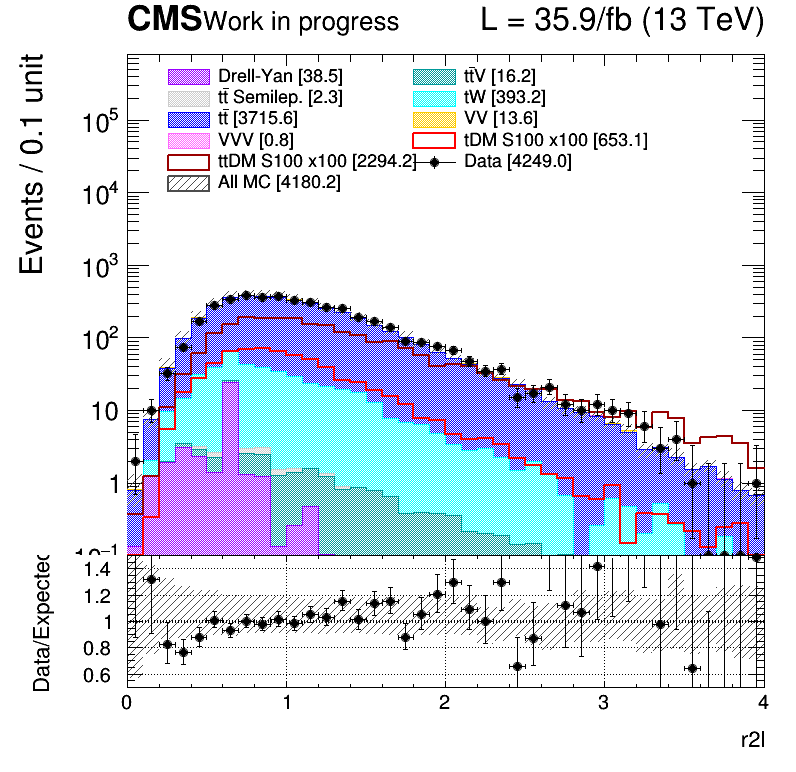 CMS Work in progress L = 35.9/fb (13 TeV)
Events / 0.1 unit
Drell-Yan [38.5] tt̄V [16.2]
tt̄ Semilep. [2.3] tW [393.2]
tt̄ [3715.6] VV [13.6]
VVV [0.8] tDM S100 x100 [653.1]
ttDM S100 x100 [2294.2] Data [4249.0]
All MC [4180.2]
10⁵
10⁴
10³
10²
10
1
10⁻¹
Data/Expected
1.4
1.2
1
0.8
0.6
0 1 2 3 4
r2l